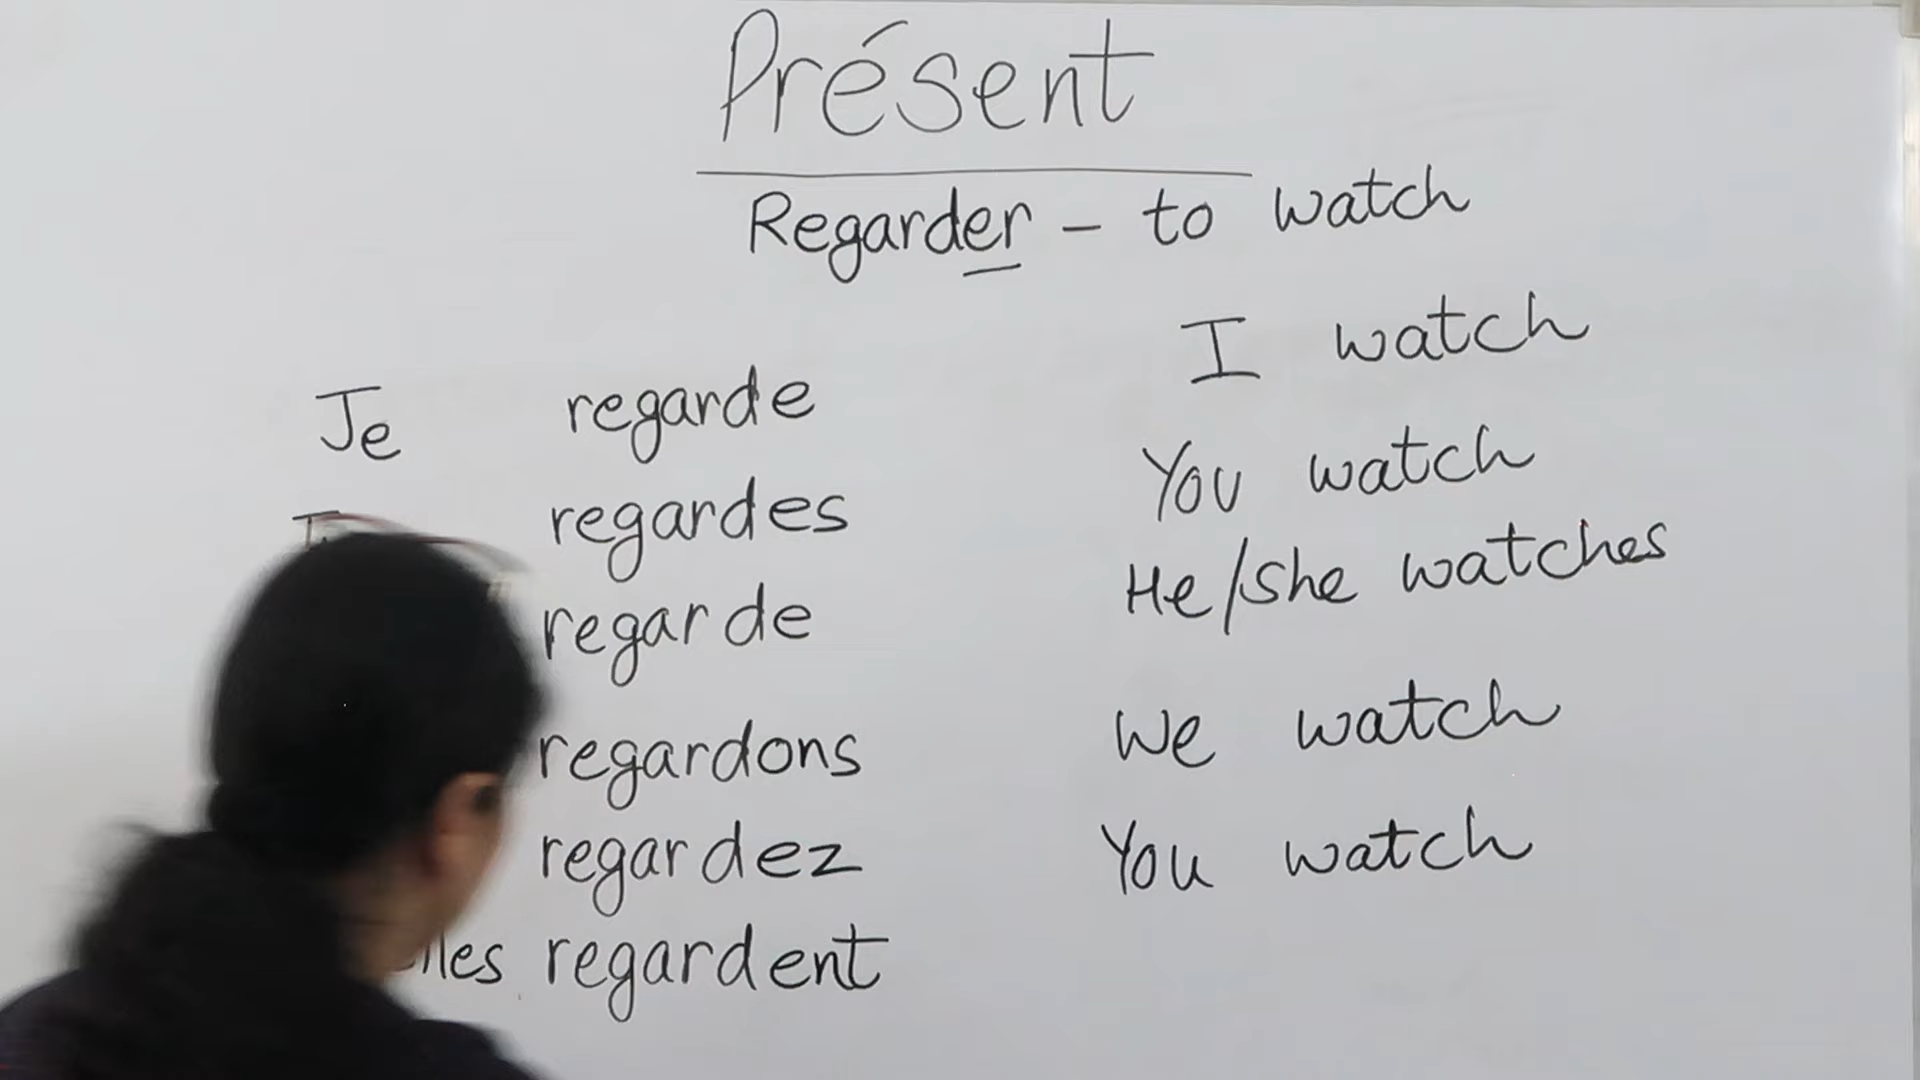 Présent
Regarder - to watch
Je regarde I watch
regardes You watch
regarde He/She watches
regardons We watch
regardez You watch
regardent